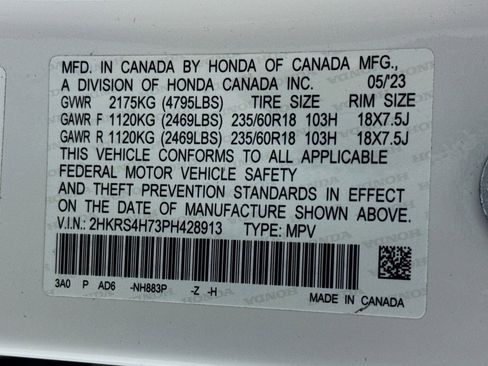 MFD. IN CANADA BY HONDA OF CANADA MFG.,
A DIVISION OF HONDA CANADA INC. 05/'23
GVWR 2175KG (4795LBS) TIRE SIZE RIM SIZE
GAWR F 1120KG (2469LBS) 235/60R18 103H 18X7.5J
GAWR R 1120KG (2469LBS) 235/60R18 103H 18X7.5J
THIS VEHICLE CONFORMS TO ALL APPLICABLE
FEDERAL MOTOR VEHICLE SAFETY
AND THEFT PREVENTION STANDARDS IN EFFECT
ON THE DATE OF MANUFACTURE SHOWN ABOVE.
V.I.N.: 2HKRS4H73PH428913 TYPE: MPV
3A0 P AD6 -NH883P -Z -H
MADE IN CANADA